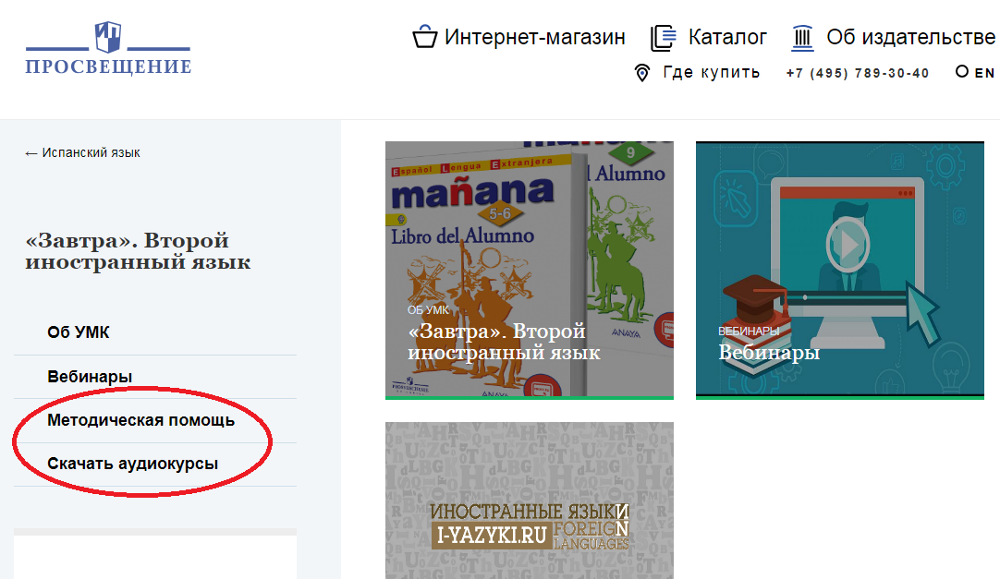 ПРОСВЕЩЕНИЕ
Интернет-магазин
Каталог
Об издательстве
Где купить
+7 (495) 789-30-40
EN
← Испанский язык
«Завтра». Второй
иностранный язык
Об УМК
Вебинары
Методическая помощь
Скачать аудиокурсы
Español Lengua Extranjera
mañana
5-6
Libro del Alumno
9
l Alumno
ANAYA
ОБ УМК
«Завтра». Второй
иностранный язык
ПРОСВЕЩЕНИЕ
ANAYA
ВЕБИНАРЫ
Вебинары
ИНОСТРАННЫЕ ЯЗЫКИ
I-YAZYKI.RU
FOREIGN
LANGUAGES